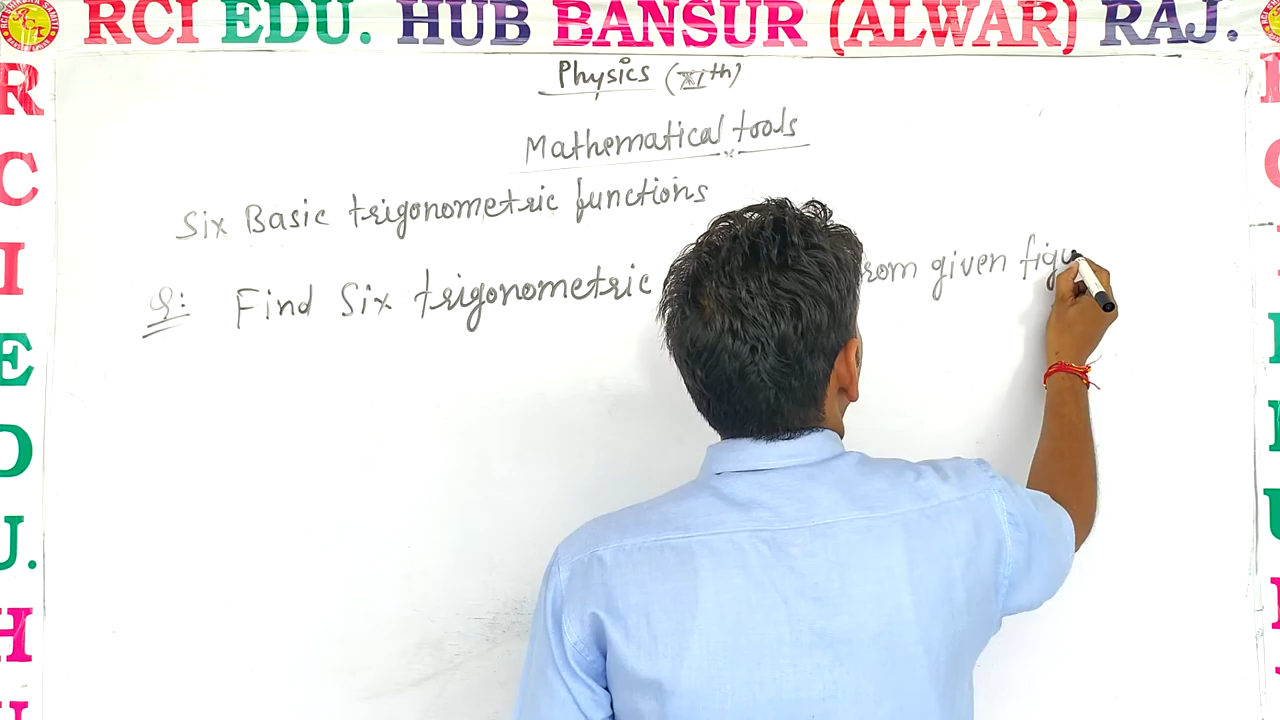 RCI EDU. HUB BANSUR (ALWAR) RAJ.
Physics (XIth)
Mathematical tools
Six Basic trigonometric functions
Q: Find Six trigonometric rom given figu
R
C
I
E
D
U.
H